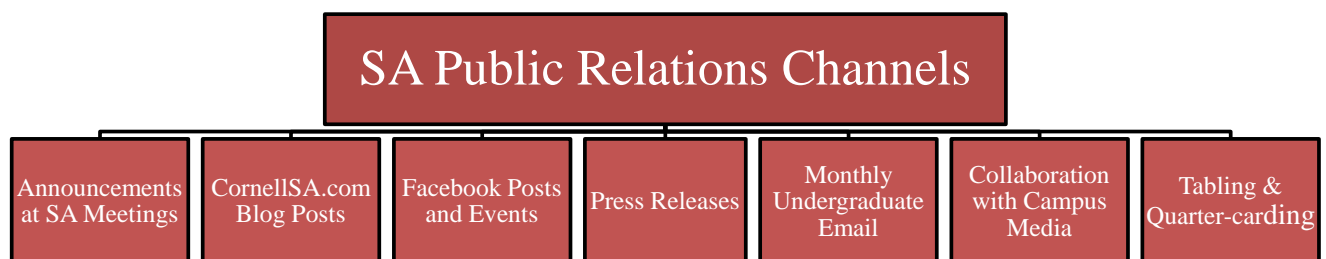 SA Public Relations Channels
Announcements
at SA Meetings
CornellSA.com
Blog Posts
Facebook Posts
and Events
Press Releases
Monthly
Undergraduate
Email
Collaboration
with Campus
Media
Tabling &
Quarter-carding